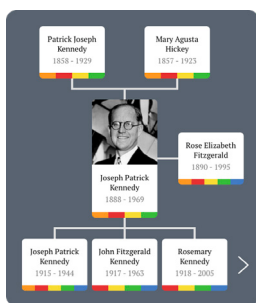 Patrick Joseph
Kennedy
1858 - 1929
Mary Agusta
Hickey
1857 - 1923
Joseph Patrick
Kennedy
1888 - 1969
Rose Elizabeth
Fitzgerald
1890 - 1995
Joseph Patrick
Kennedy
1915 - 1944
John Fitzgerald
Kennedy
1917 - 1963
Rosemary
Kennedy
1918 - 2005